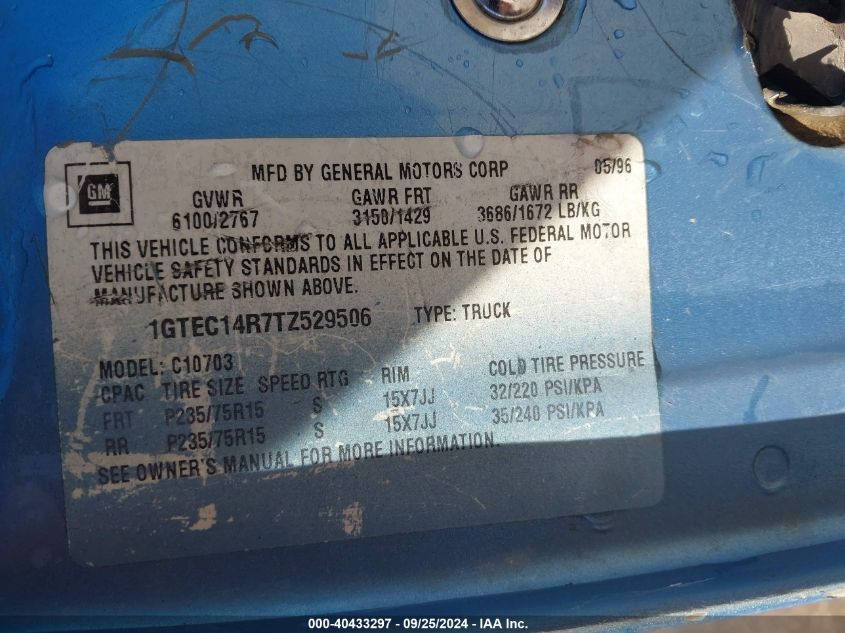 GM
MFD BY GENERAL MOTORS CORP 05/96
GVWR GAWR FRT GAWR RR
6100/2767 3150/1429 3686/1672 LB/KG
THIS VEHICLE CONFORMS TO ALL APPLICABLE U.S. FEDERAL MOTOR
VEHICLE SAFETY STANDARDS IN EFFECT ON THE DATE OF
MANUFACTURE SHOWN ABOVE.
1GTEC14R7TZ529506 TYPE: TRUCK
MODEL: C10703
CPAC TIRE SIZE SPEED RTG RIM COLD TIRE PRESSURE
FRT P235/75R15 S 15X7JJ 32/220 PSI/KPA
RR P235/75R15 S 15X7JJ 35/240 PSI/KPA
SEE OWNER'S MANUAL FOR MORE INFORMATION.
000-40433297 - 09/25/2024 - IAA Inc.